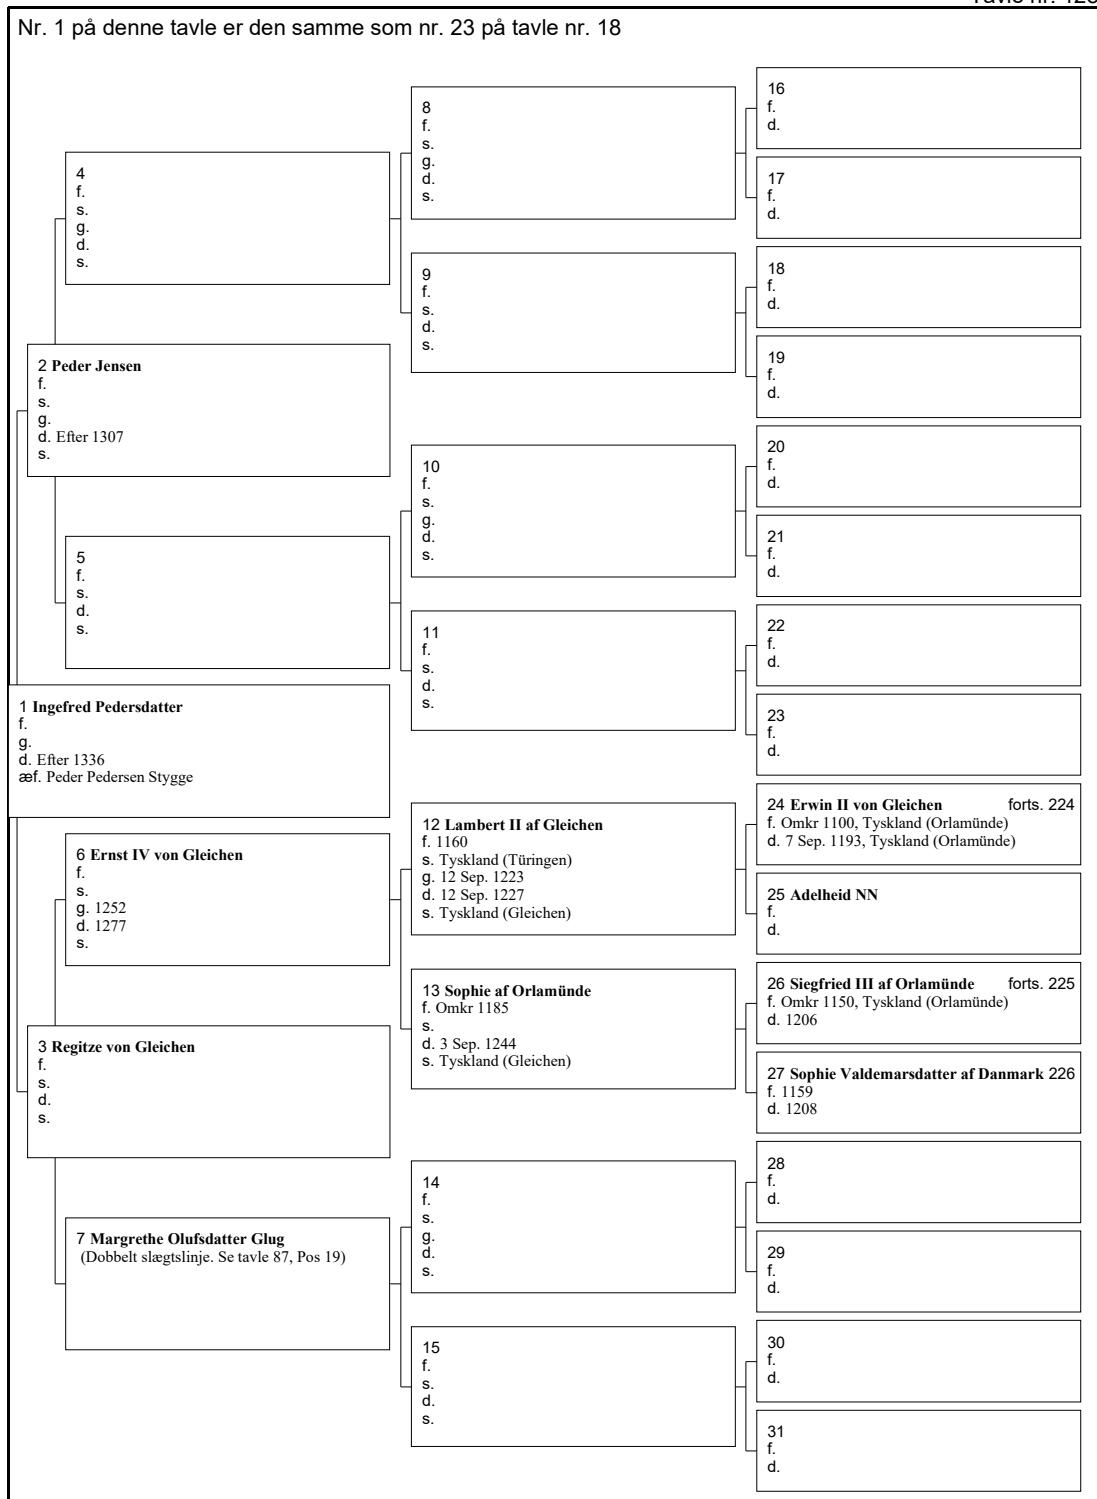 Nr. 1 på denne tavle er den samme som nr. 23 på tavle nr. 18
16
f.
d.
8
f.
s.
g.
d.
s.
17
f.
d.
4
f.
s.
g.
d.
s.
18
f.
d.
9
f.
s.
d.
s.
19
f.
d.
2 Peder Jensen
f.
s.
g.
d. Efter 1307
s.
20
f.
d.
10
f.
s.
g.
d.
s.
21
f.
d.
5
f.
s.
d.
s.
22
f.
d.
11
f.
s.
d.
s.
23
f.
d.
1 Ingefred Pedersdatter
f.
g.
d. Efter 1336
æf. Peder Pedersen Stygge
24 Erwin II von Gleichen forts. 224
f. Omkr 1100, Tyskland (Orlamünde)
d. 7 Sep. 1193, Tyskland (Orlamünde)
12 Lambert II af Gleichen
f. 1160
s. Tyskland (Türingen)
g. 12 Sep. 1223
d. 12 Sep. 1227
s. Tyskland (Gleichen)
25 Adelheid NN
f.
d.
6 Ernst IV von Gleichen
f.
s.
g. 1252
d. 1277
s.
26 Siegfried III af Orlamünde forts. 225
f. Omkr 1150, Tyskland (Orlamünde)
d. 1206
13 Sophie af Orlamünde
f. Omkr 1185
s.
d. 3 Sep. 1244
s. Tyskland (Gleichen)
27 Sophie Valdemarsdatter af Danmark 226
f. 1159
d. 1208
3 Regitze von Gleichen
f.
s.
d.
s.
28
f.
d.
14
f.
s.
g.
d.
s.
29
f.
d.
7 Margrethe Olufsdatter Glug
(Dobbelt slægtslinje. Se tavle 87, Pos 19)
30
f.
d.
15
f.
s.
d.
s.
31
f.
d.